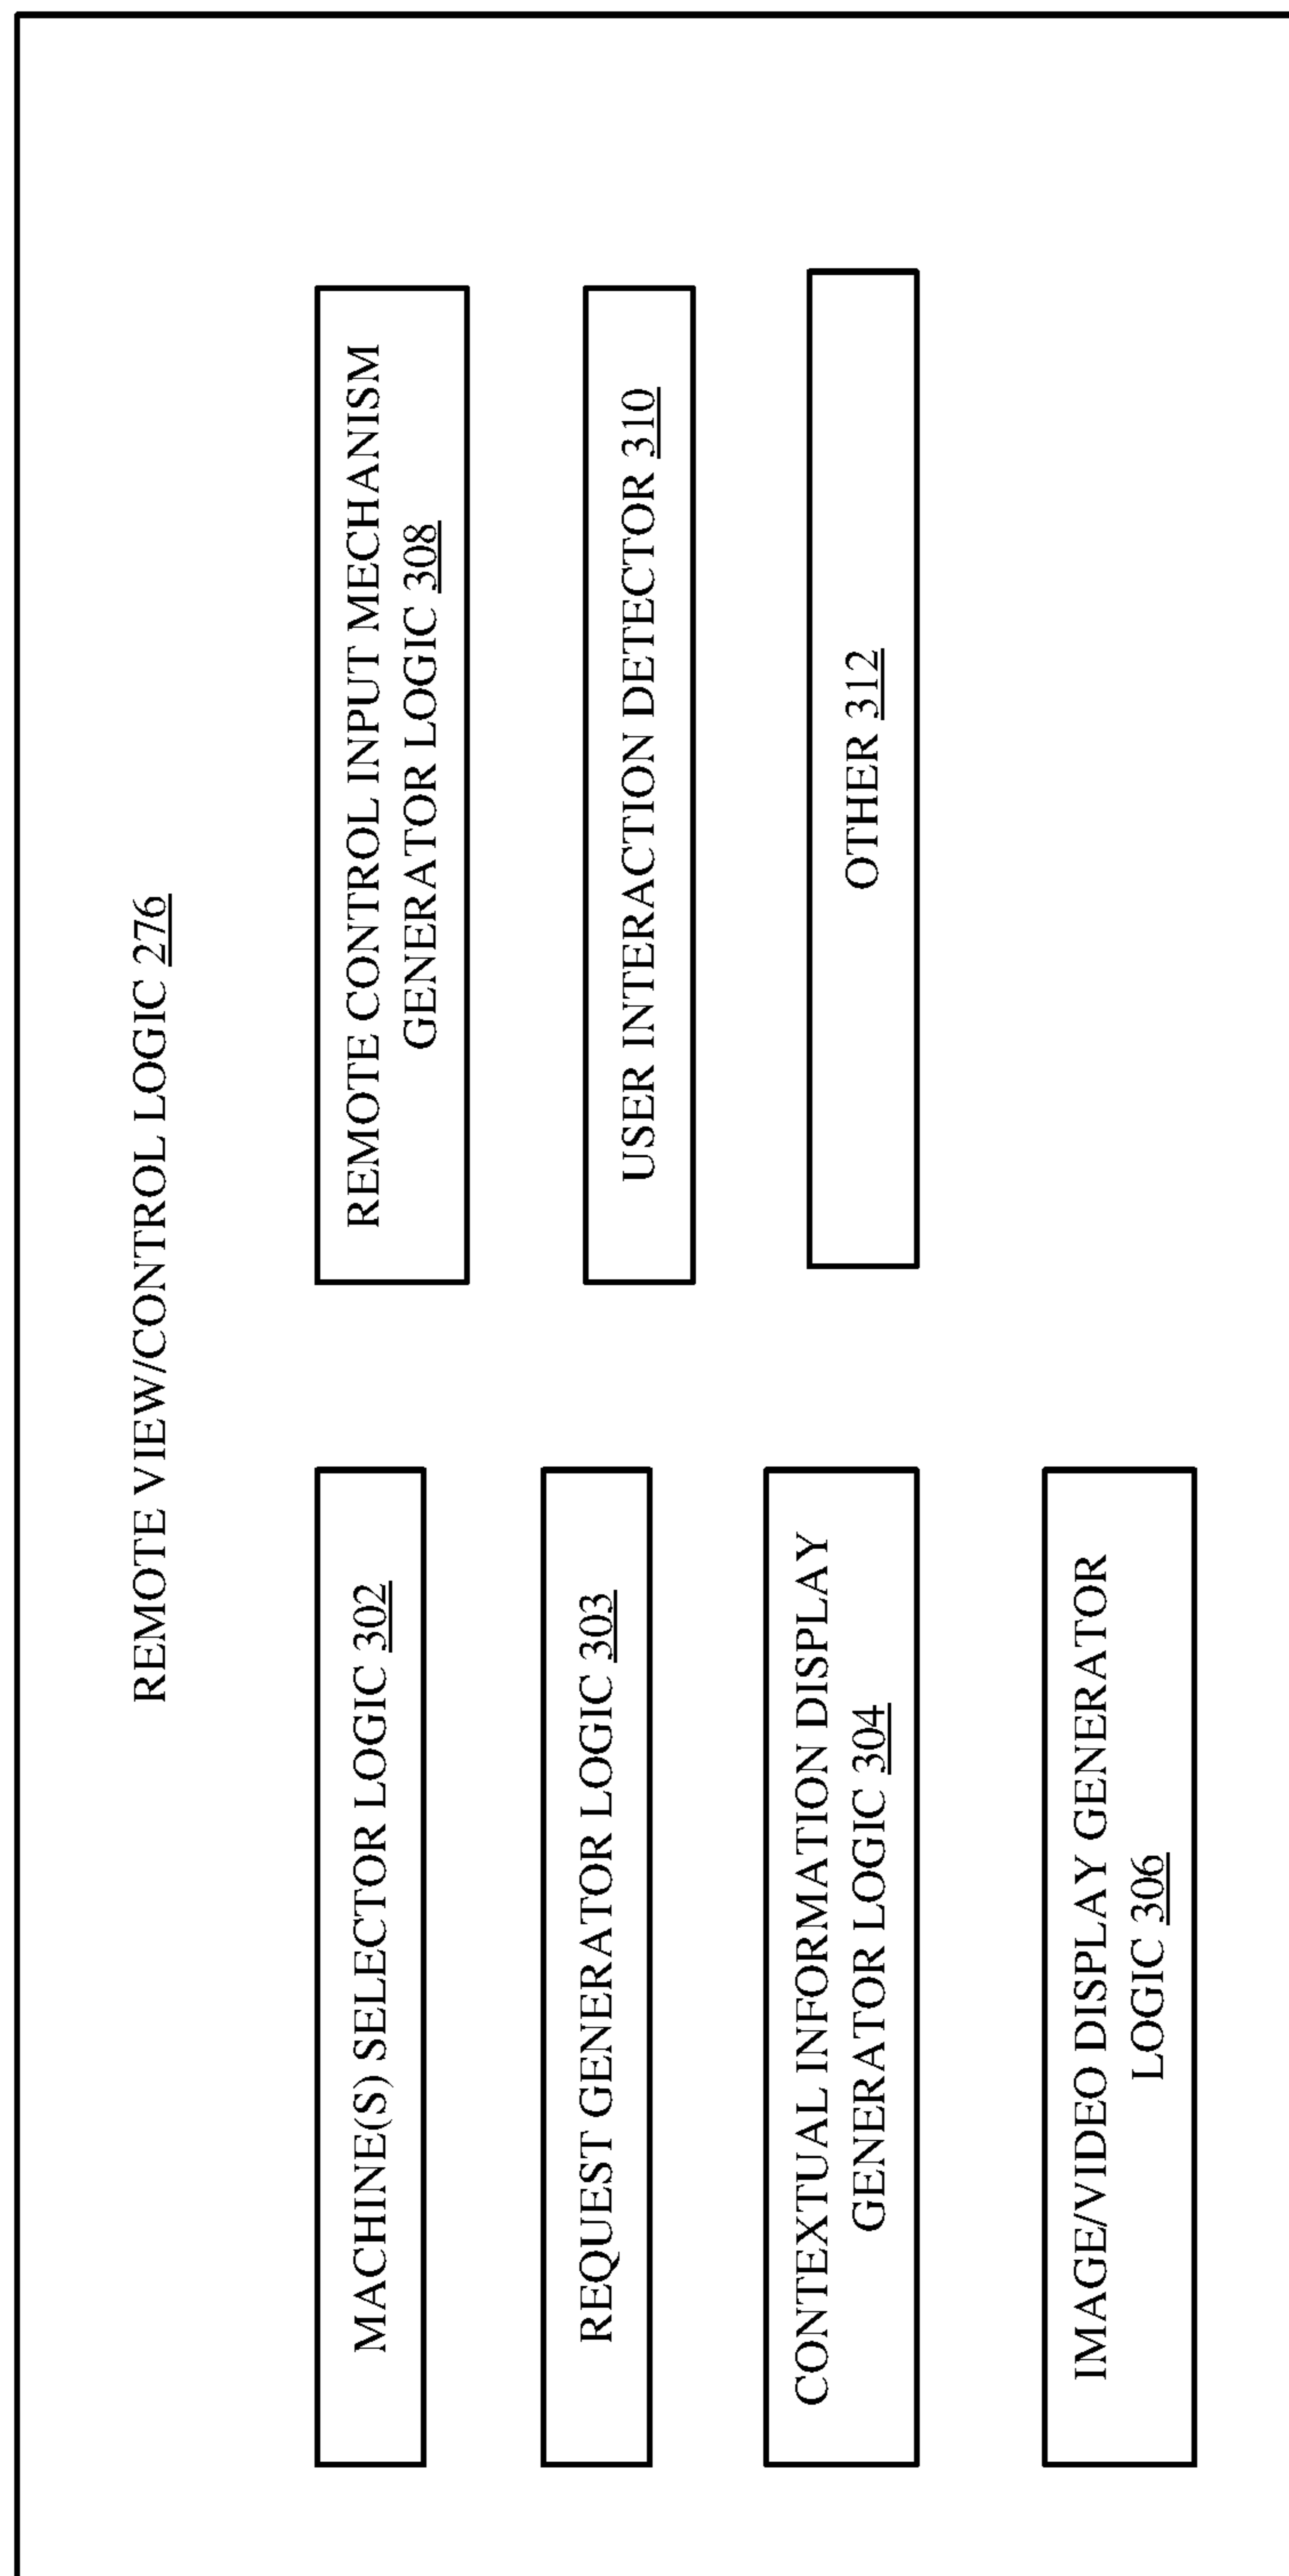 REMOTE VIEW/CONTROL LOGIC 276
MACHINE(S) SELECTOR LOGIC 302
REQUEST GENERATOR LOGIC 303
CONTEXTUAL INFORMATION DISPLAY
GENERATOR LOGIC 304
IMAGE/VIDEO DISPLAY GENERATOR
LOGIC 306
REMOTE CONTROL INPUT MECHANISM
GENERATOR LOGIC 308
USER INTERACTION DETECTOR 310
OTHER 312